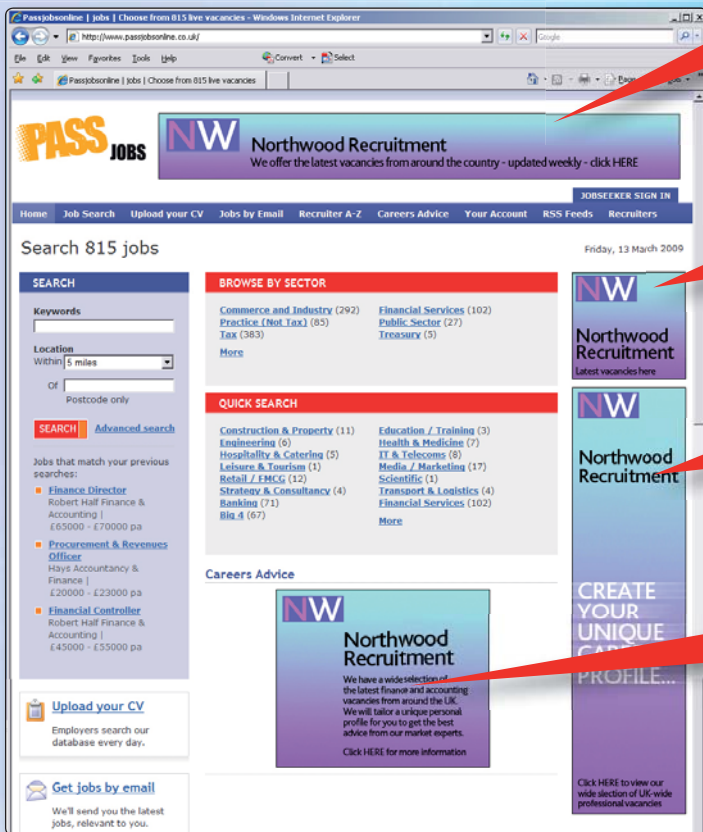 Passjobsonline | jobs | Choose from 815 live vacancies - Windows Internet Explorer
http://www.passjobsonline.co.uk/
Google
File Edit View Favorites Tools Help
Convert Select
Passjobsonline | jobs | Choose from 815 live vacancies
PASS JOBS
NW
Northwood Recruitment
We offer the latest vacancies from around the country - updated weekly - click HERE
JOBSEEKER SIGN IN
Home Job Search Upload your CV Jobs by Email Recruiter A-Z Careers Advice Your Account RSS Feeds Recruiters
Search 815 jobs
Friday, 13 March 2009
SEARCH
Keywords
Location
Within 5 miles
Of
Postcode only
SEARCH Advanced search
Jobs that match your previous
searches:
Finance Director
Robert Half Finance &
Accounting |
£65000 - £70000 pa
Procurement & Revenues
Officer
Hays Accountancy &
Finance |
£20000 - £23000 pa
Financial Controller
Robert Half Finance &
Accounting |
£45000 - £55000 pa
Upload your CV
Employers search our
database every day.
Get jobs by email
We'll send you the latest
jobs, relevant to you.
BROWSE BY SECTOR
Commerce and Industry (292) Financial Services (102)
Practice (Not Tax) (85) Public Sector (27)
Tax (383) Treasury (5)
More
QUICK SEARCH
Construction & Property (11) Education / Training (3)
Engineering (6) Health & Medicine (7)
Hospitality & Catering (5) IT & Telecoms (8)
Leisure & Tourism (1) Media / Marketing (17)
Retail / FMCG (12) Scientific (1)
Strategy & Consultancy (4) Transport & Logistics (4)
Banking (71) Financial Services (102)
Big 4 (67)
More
Careers Advice
NW
Northwood
Recruitment
We have a wide selection of
the latest finance and accounting
vacancies from around the UK.
We will tailor a unique personal
profile for you to get the best
advice from our market experts.
Click HERE for more information
NW
Northwood
Recruitment
Latest vacancies here
NW
Northwood
Recruitment
CREATE
YOUR
UNIQUE
PROFILE...
Click HERE to view our
wide slection of UK-wide
professional vacancies